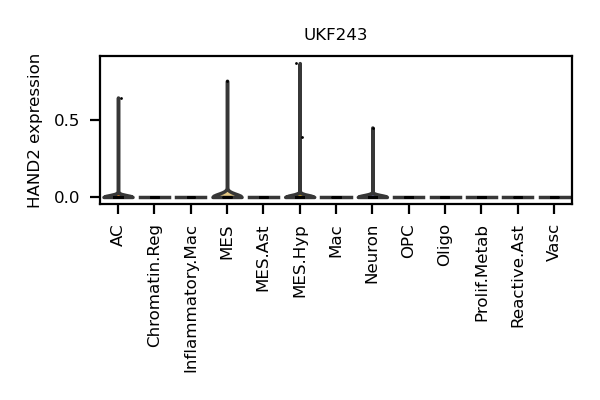 UKF243
HAND2 expression
0.5
0.0
AC
Chromatin.Reg
Inflammatory.Mac
MES
MES.Ast
MES.Hyp
Mac
Neuron
OPC
Oligo
Prolif.Metab
Reactive.Ast
Vasc